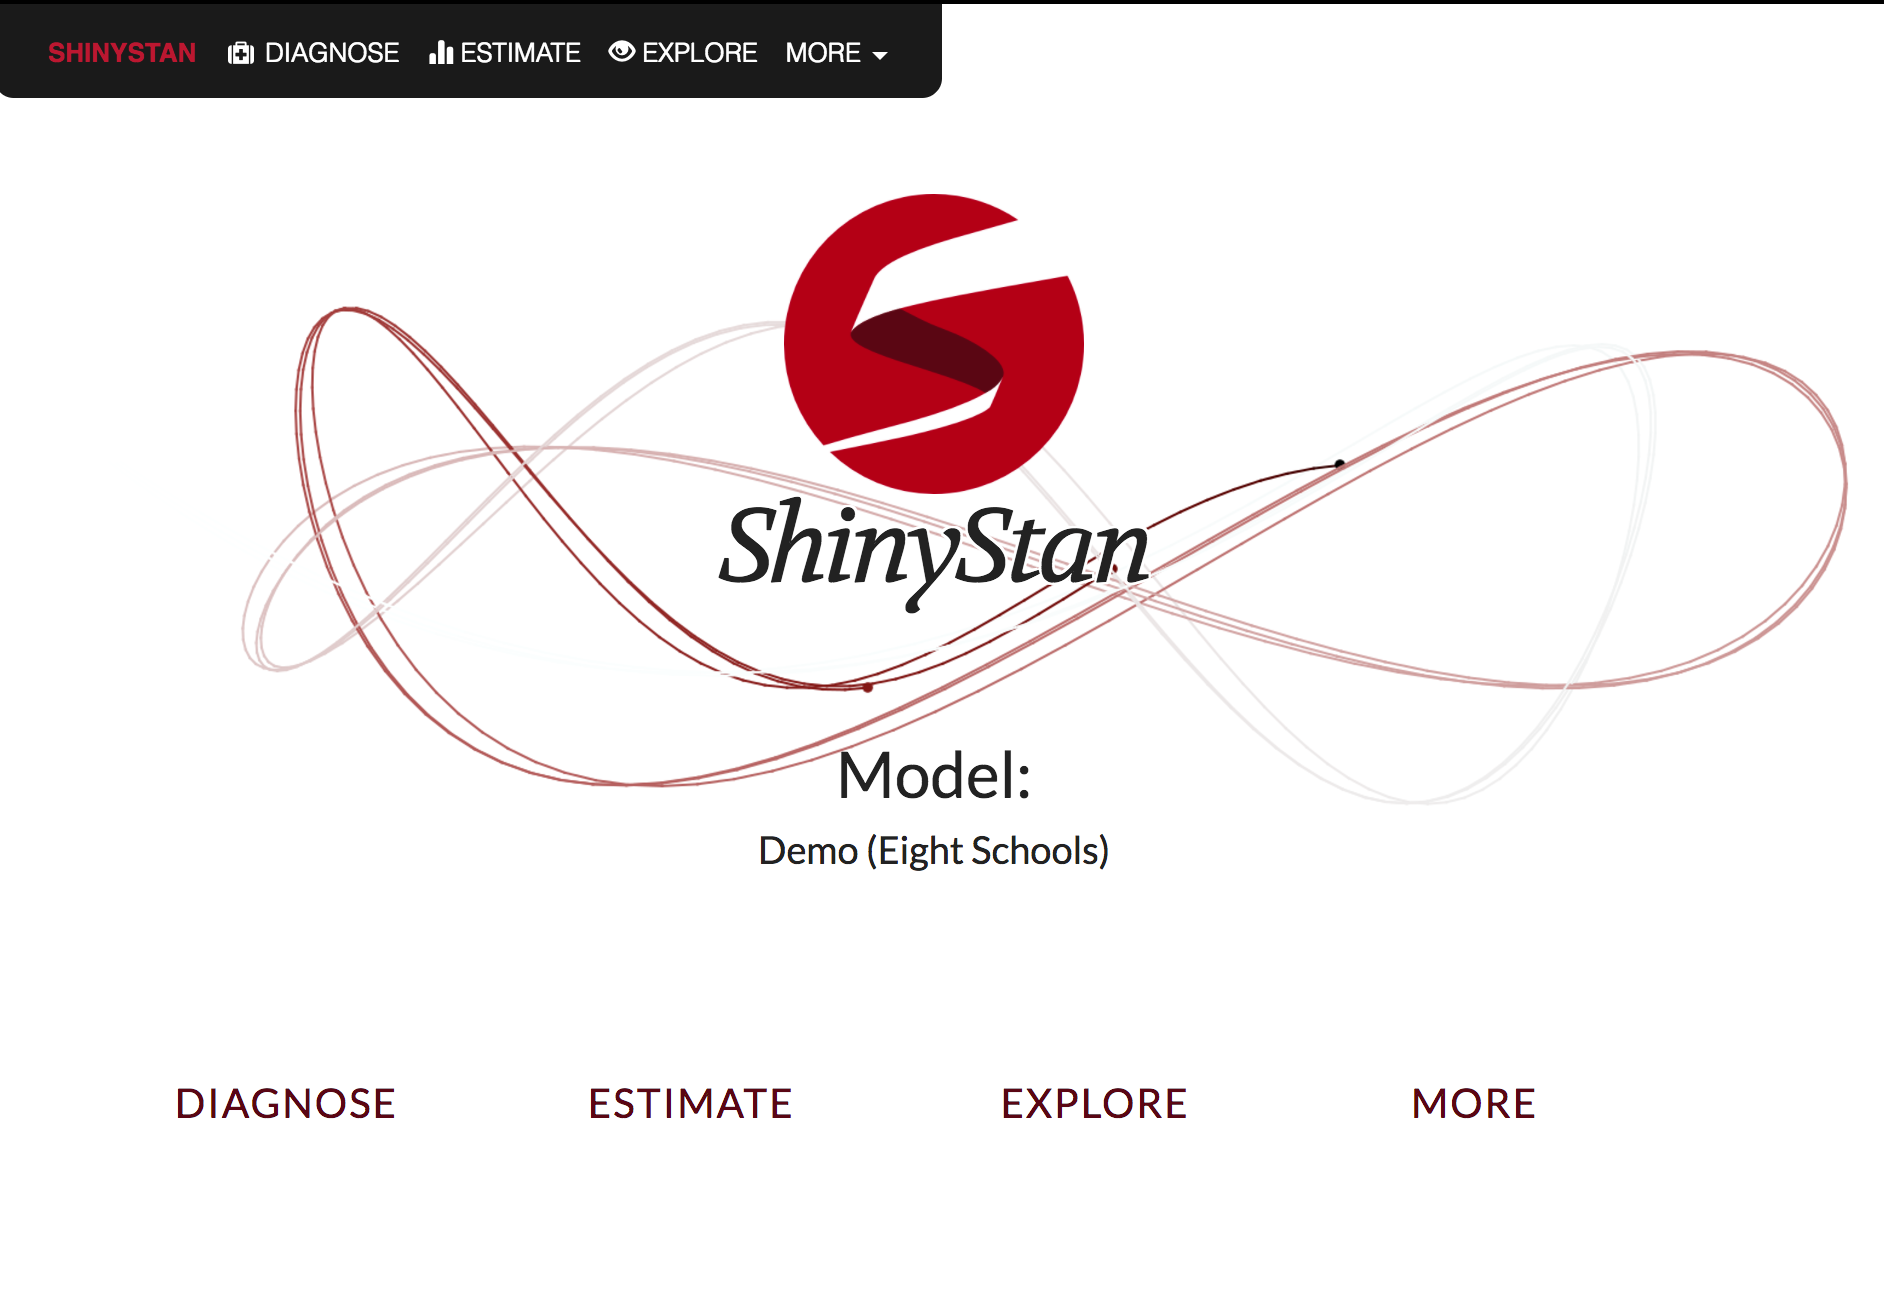 SHINYSTAN DIAGNOSE ESTIMATE EXPLORE MORE
ShinyStan
Model:
Demo (Eight Schools)
DIAGNOSE ESTIMATE EXPLORE MORE